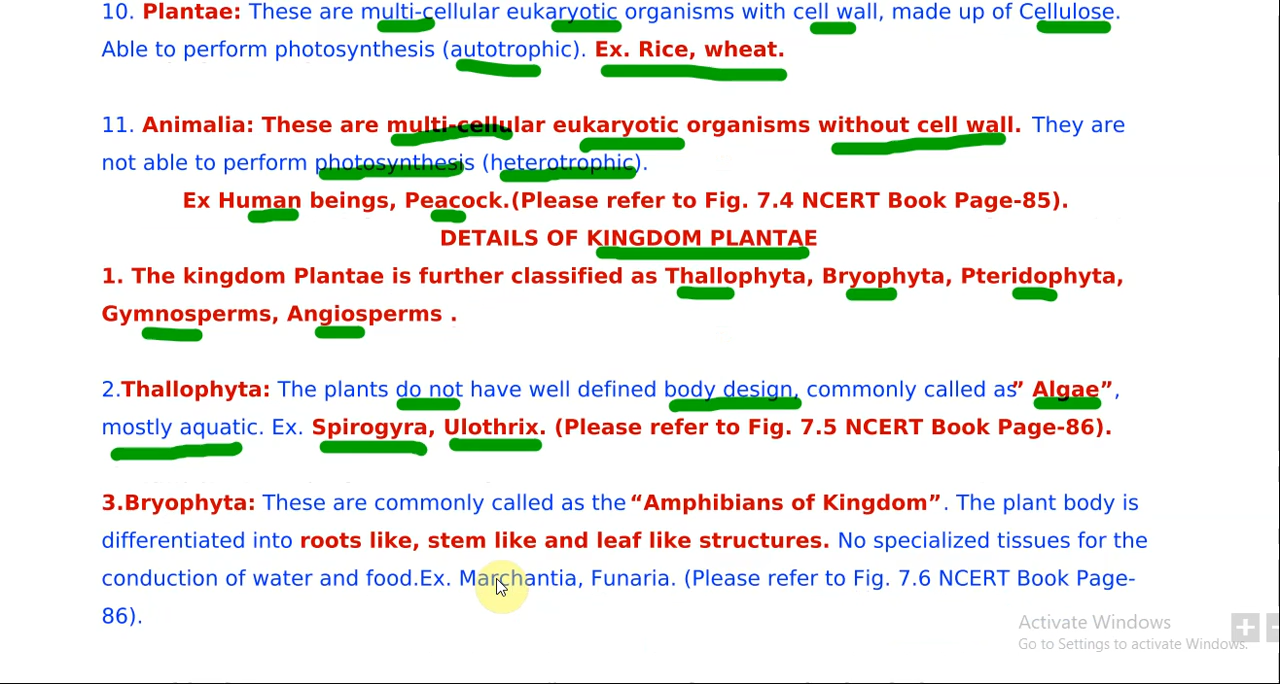 10. Plantae: These are multi-cellular eukaryotic organisms with cell wall, made up of Cellulose.
Able to perform photosynthesis (autotrophic). Ex. Rice, wheat.
11. Animalia: These are multi-cellular eukaryotic organisms without cell wall. They are
not able to perform photosynthesis (heterotrophic).
Ex Human beings, Peacock.(Please refer to Fig. 7.4 NCERT Book Page-85).
DETAILS OF KINGDOM PLANTAE
1. The kingdom Plantae is further classified as Thallophyta, Bryophyta, Pteridophyta,
Gymnosperms, Angiosperms .
2.Thallophyta: The plants do not have well defined body design, commonly called as” Algae”,
mostly aquatic. Ex. Spirogyra, Ulothrix. (Please refer to Fig. 7.5 NCERT Book Page-86).
3.Bryophyta: These are commonly called as the “Amphibians of Kingdom”. The plant body is
differentiated into roots like, stem like and leaf like structures. No specialized tissues for the
conduction of water and food.Ex. Marchantia, Funaria. (Please refer to Fig. 7.6 NCERT Book Page-
86).
Activate Windows
Go to Settings to activate Windows.